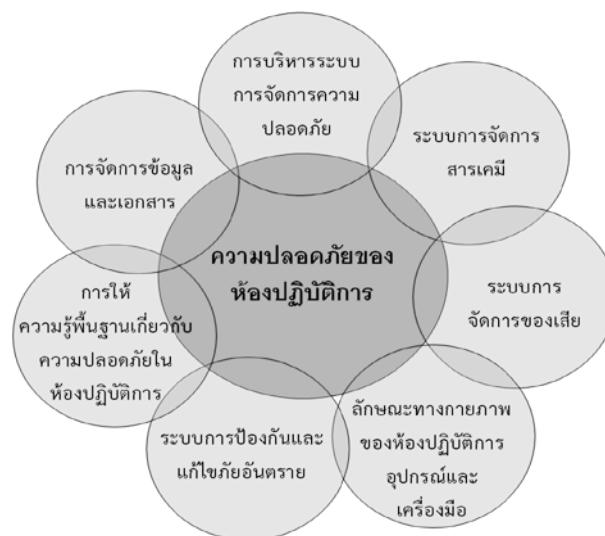 การบริหารระบบ
การจัดการความ
ปลอดภัย
ระบบการจัดการ
สารเคมี
ระบบการ
จัดการของเสีย
ลักษณะทางกายภาพ
ของห้องปฏิบัติการ
อุปกรณ์และ
เครื่องมือ
ระบบการป้องกันและ
แก้ไขภัยอันตราย
การให้
ความรู้พื้นฐานเกี่ยวกับ
ความปลอดภัยใน
ห้องปฏิบัติการ
การจัดการข้อมูล
และเอกสาร
ความปลอดภัยของ
ห้องปฏิบัติการ